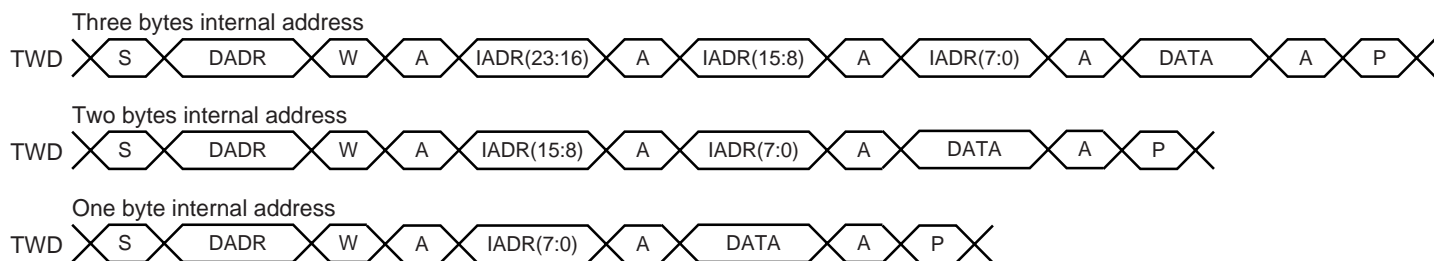 Three bytes internal address
TWD S DADR W A IADR(23:16) A IADR(15:8) A IADR(7:0) A DATA A P
Two bytes internal address
TWD S DADR W A IADR(15:8) A IADR(7:0) A DATA A P
One byte internal address
TWD S DADR W A IADR(7:0) A DATA A P